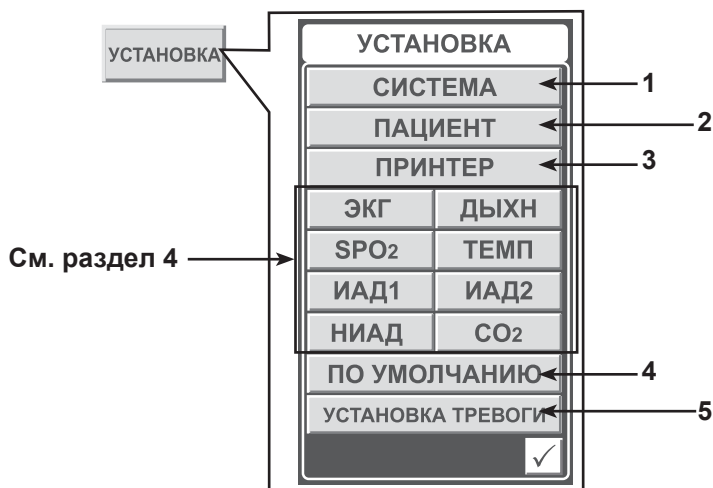 УСТАНОВКА
УСТАНОВКА
СИСТЕМА 1
ПАЦИЕНТ 2
ПРИНТЕР 3
ЭКГ ДЫХН
См. раздел 4
SPO2 ТЕМП
ИАД1 ИАД2
НИАД CO2
ПО УМОЛЧАНИЮ 4
УСТАНОВКА ТРЕВОГИ 5